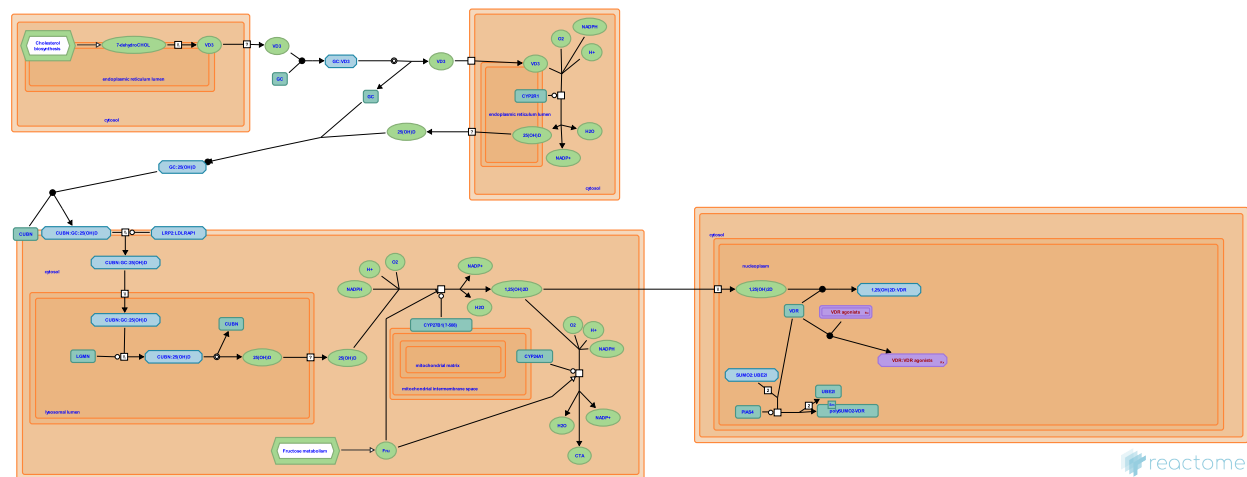 Cholesterol
biosynthesis
7-dehydroCHOL
VD3
endoplasmic reticulum lumen
cytosol
VD3
GC
GC:VD3
GC
VD3
25(OH)D
NADPH
O2
H+
VD3
CYP2R1
endoplasmic reticulum lumen
25(OH)D
H2O
NADP+
cytosol
?
?
GC:25(OH)D
CUBN
CUBN:GC:25(OH)D
LRP2:LDLRAP1
CUBN:GC:25(OH)D
cytosol
CUBN:GC:25(OH)D
CUBN
LGMN
CUBN:25(OH)D
25(OH)D
?
25(OH)D
lysosomal lumen
H+
O2
NADPH
NADP+
H2O
1,25(OH)2D
CYP27B1(?-508)
mitochondrial matrix
mitochondrial intermembrane space
CYP24A1
O2
H+
NADPH
H2O
NADP+
CTA
Fructose metabolism
Fru
cytosol
nucleoplasm
1,25(OH)2D
1,25(OH)2D:VDR
VDR
VDR agonists
VDR:VDR agonists
SUMO2:UBE2I
2
UBE2I
2
PIAS4
polySUMO2-VDR
reactome